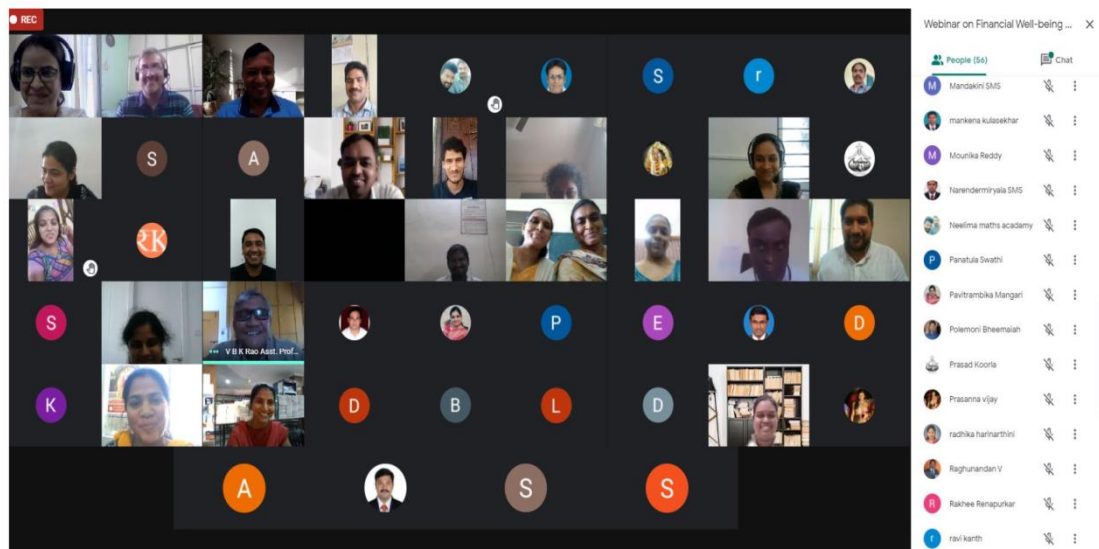 REC
Webinar on Financial Well-being ...
People (56)
Chat
S
r
S
A
RK
S
V B K Rao Asst. Prof...
P
E
D
K
D
B
L
D
A
S
S
M Mandakini SMS
mankena kulasekhar
M Mounika Reddy
Narendermiryala SMS
Neelima maths acadamy
P Panatula Swathi
Pavitrambika Mangari
Polemoni Bheemaiah
Prasad Koorla
Prasanna vijay
radhika harinarthini
Raghunandan V
R Rakhee Renapurkar
r ravi kanth